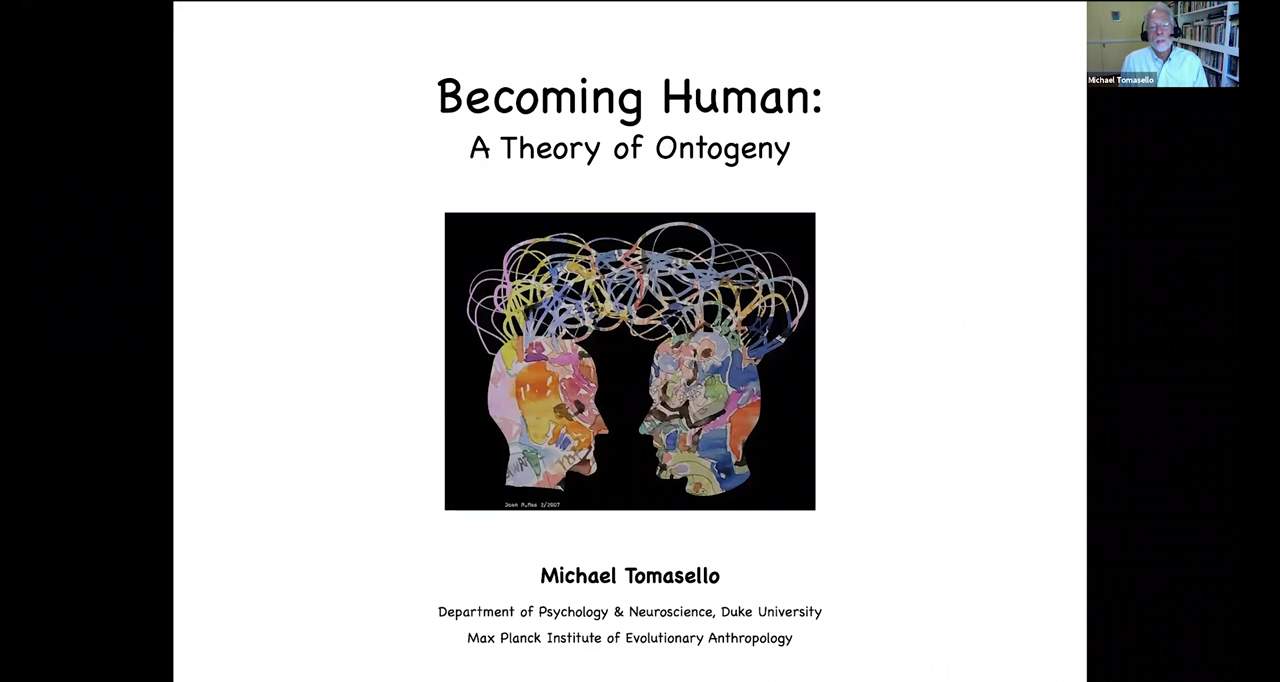 Becoming Human:
A Theory of Ontogeny
Michael Tomasello
Department of Psychology & Neuroscience, Duke University
Max Planck Institute of Evolutionary Anthropology
Michael Tomasello